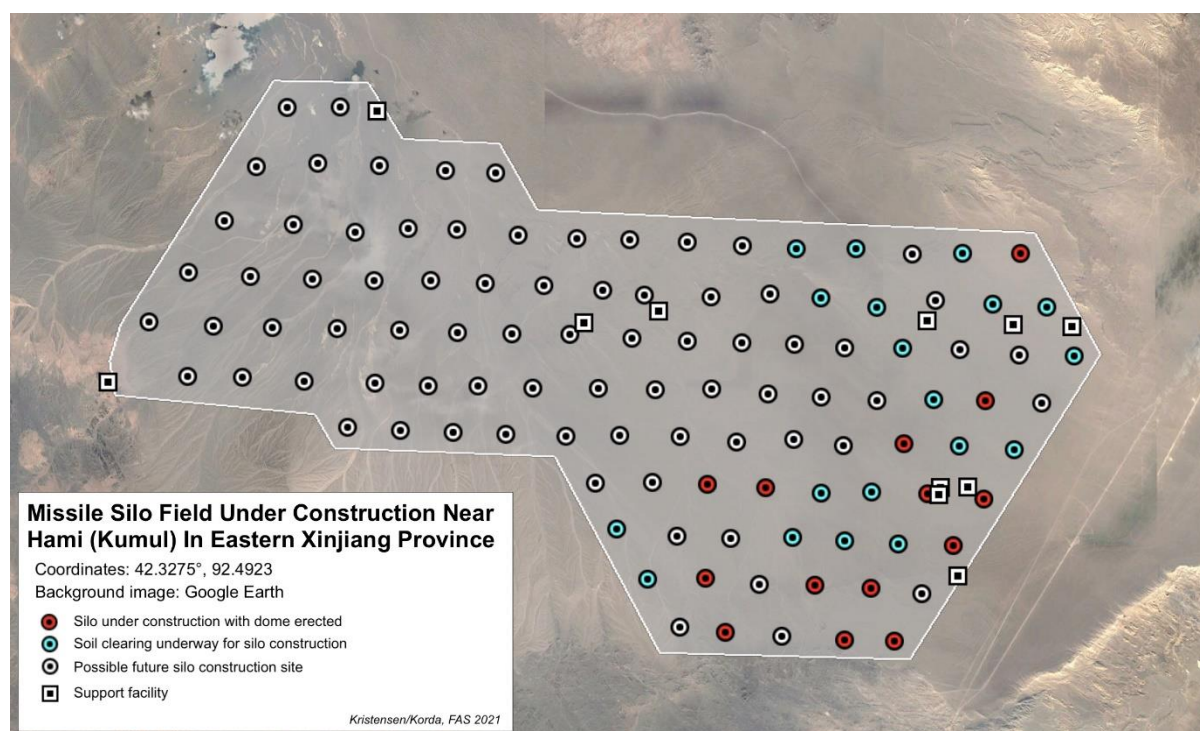 Missile Silo Field Under Construction Near
Hami (Kumul) In Eastern Xinjiang Province
Coordinates: 42.3275°, 92.4923
Background image: Google Earth
Silo under construction with dome erected
Soil clearing underway for silo construction
Possible future silo construction site
Support facility
Kristensen/Korda, FAS 2021